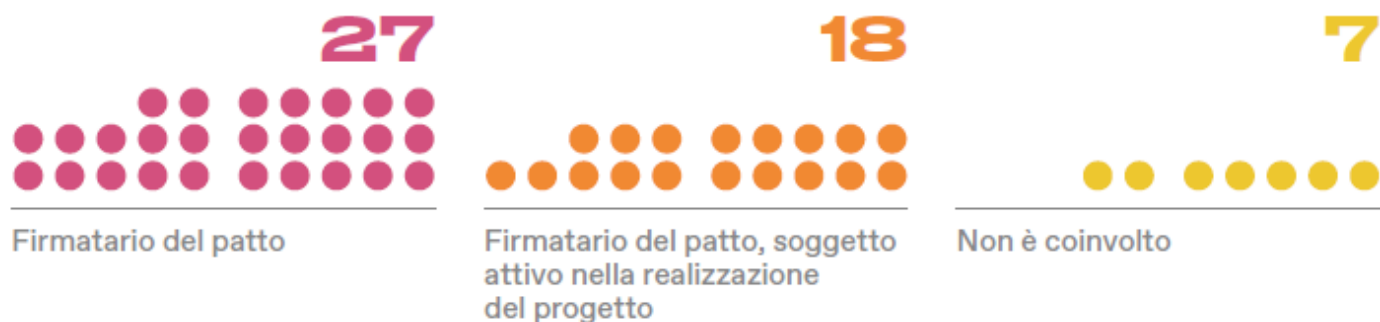 27
18
7
Firmatario del patto
Firmatario del patto, soggetto
attivo nella realizzazione
del progetto
Non è coinvolto